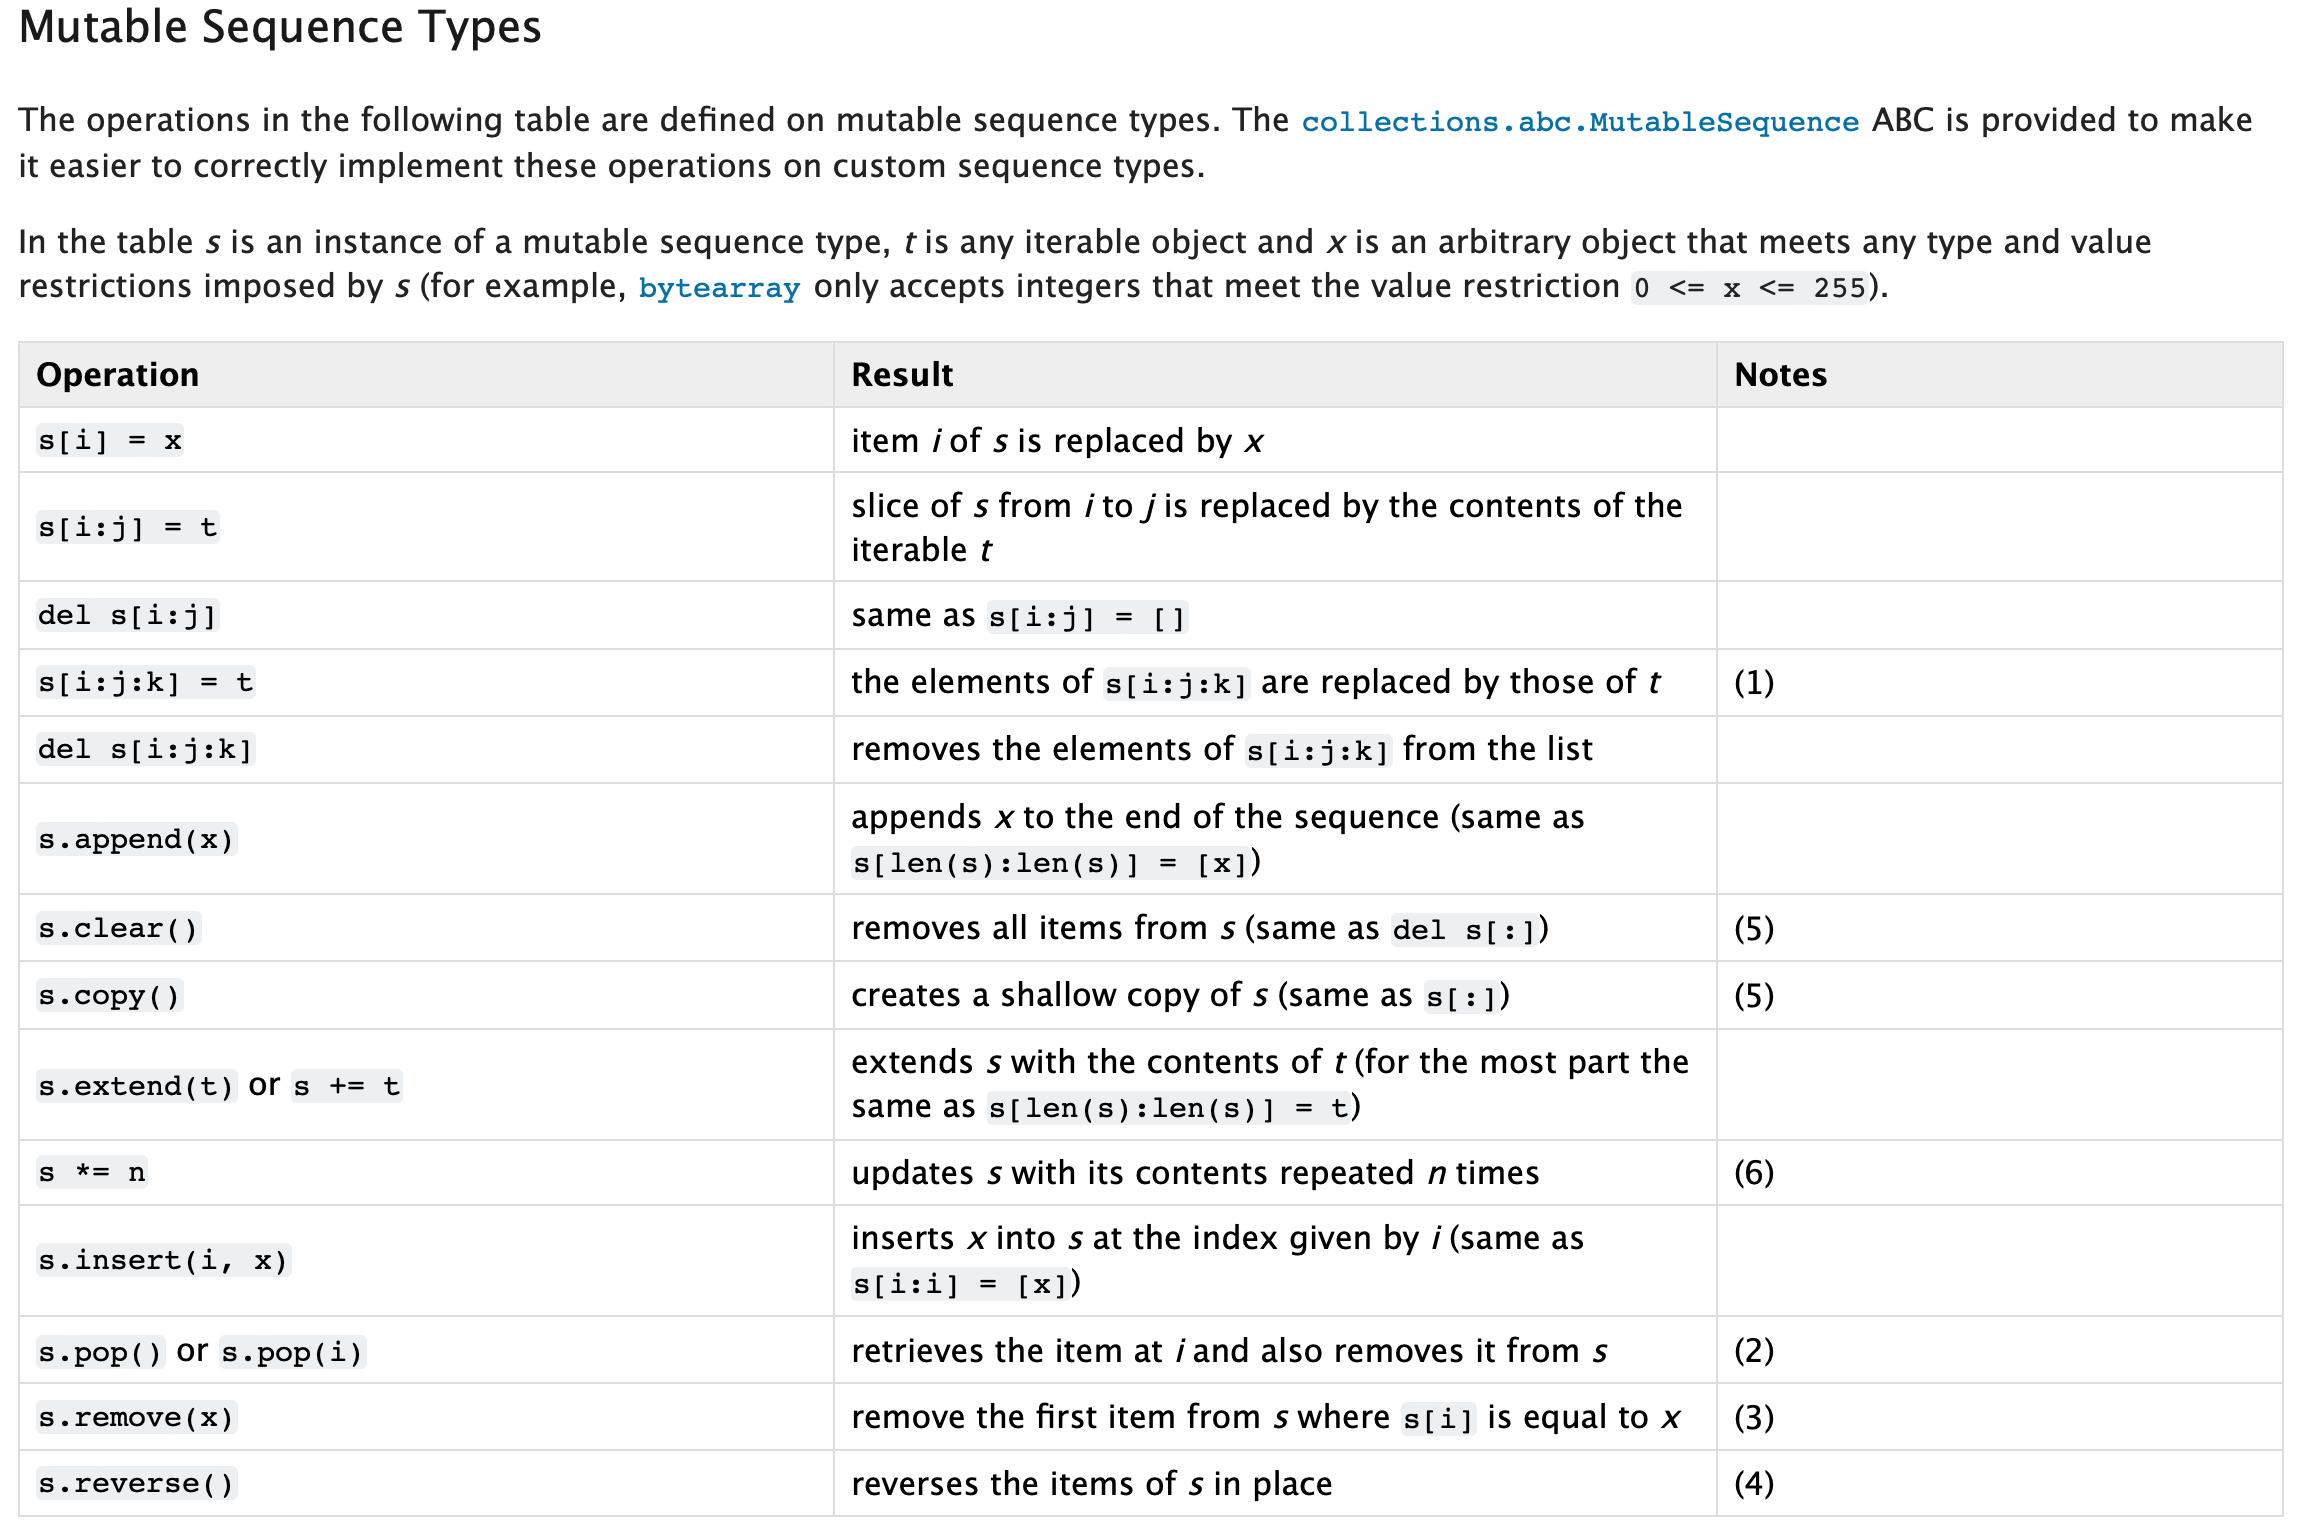 Mutable Sequence Types
The operations in the following table are defined on mutable sequence types. The collections.abc.MutableSequence ABC is provided to make
it easier to correctly implement these operations on custom sequence types.
In the table s is an instance of a mutable sequence type, t is any iterable object and x is an arbitrary object that meets any type and value
restrictions imposed by s (for example, bytearray only accepts integers that meet the value restriction 0 <= x <= 255).
Operation Result Notes
s[i] = x item i of s is replaced by x
s[i:j] = t slice of s from i to j is replaced by the contents of the
iterable t
del s[i:j] same as s[i:j] = []
s[i:j:k] = t the elements of s[i:j:k] are replaced by those of t (1)
del s[i:j:k] removes the elements of s[i:j:k] from the list
s.append(x) appends x to the end of the sequence (same as
s[len(s):len(s)] = [x])
s.clear() removes all items from s (same as del s[:]) (5)
s.copy() creates a shallow copy of s (same as s[:]) (5)
s.extend(t) or s += t extends s with the contents of t (for the most part the
same as s[len(s):len(s)] = t)
s *= n updates s with its contents repeated n times (6)
s.insert(i, x) inserts x into s at the index given by i (same as
s[i:i] = [x])
s.pop() or s.pop(i) retrieves the item at i and also removes it from s (2)
s.remove(x) remove the first item from s where s[i] is equal to x (3)
s.reverse() reverses the items of s in place (4)